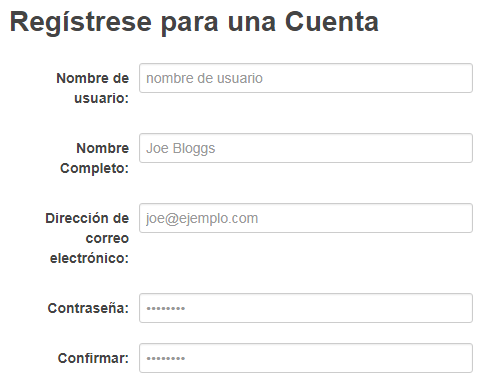 Regístrese para una Cuenta
Nombre de
usuario:
nombre de usuario
Nombre
Completo:
Joe Bloggs
Dirección de
correo
electrónico:
joe@ejemplo.com
Contraseña:
••••••••
Confirmar:
••••••••